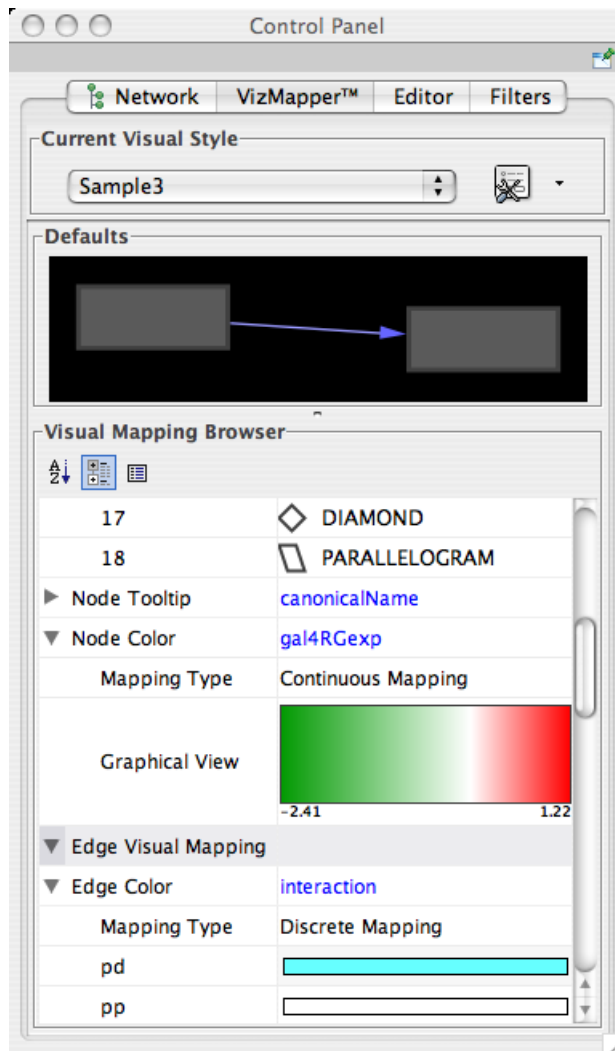 Control Panel
Network VizMapper™ Editor Filters
Current Visual Style
Sample3
Defaults
Visual Mapping Browser
A
Z
17 DIAMOND
18 PARALLELOGRAM
Node Tooltip canonicalName
Node Color gal4RGexp
Mapping Type Continuous Mapping
Graphical View
-2.41 1.22
Edge Visual Mapping
Edge Color interaction
Mapping Type Discrete Mapping
pd
pp